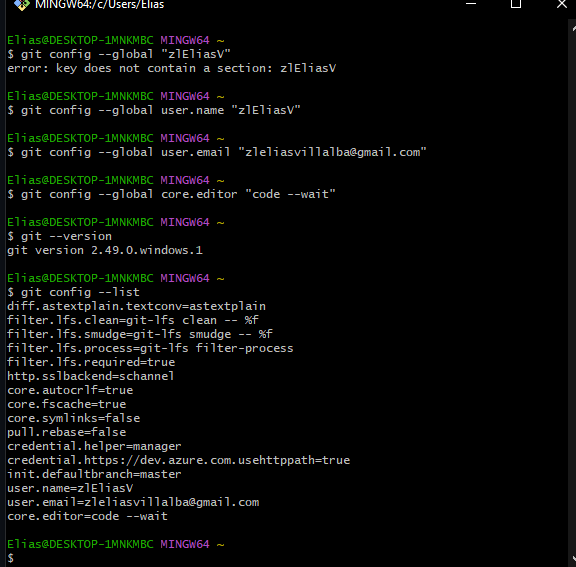 MINGW64:/c/Users/Elias
Elias@DESKTOP-1MNKMBC MINGW64 ~
$ git config --global "zlEliasV"
error: key does not contain a section: zlEliasV
Elias@DESKTOP-1MNKMBC MINGW64 ~
$ git config --global user.name "zlEliasV"
Elias@DESKTOP-1MNKMBC MINGW64 ~
$ git config --global user.email "zleliasvillalba@gmail.com"
Elias@DESKTOP-1MNKMBC MINGW64 ~
$ git config --global core.editor "code --wait"
Elias@DESKTOP-1MNKMBC MINGW64 ~
$ git --version
git version 2.49.0.windows.1
Elias@DESKTOP-1MNKMBC MINGW64 ~
$ git config --list
diff.astextplain.textconv=astextplain
filter.lfs.clean=git-lfs clean -- %f
filter.lfs.smudge=git-lfs smudge -- %f
filter.lfs.process=git-lfs filter-process
filter.lfs.required=true
http.sslbackend=schannel
core.autocrlf=true
core.fscache=true
core.symlinks=false
pull.rebase=false
credential.helper=manager
credential.https://dev.azure.com.usehttppath=true
init.defaultbranch=master
user.name=zlEliasV
user.email=zleliasvillalba@gmail.com
core.editor=code --wait
Elias@DESKTOP-1MNKMBC MINGW64 ~
$